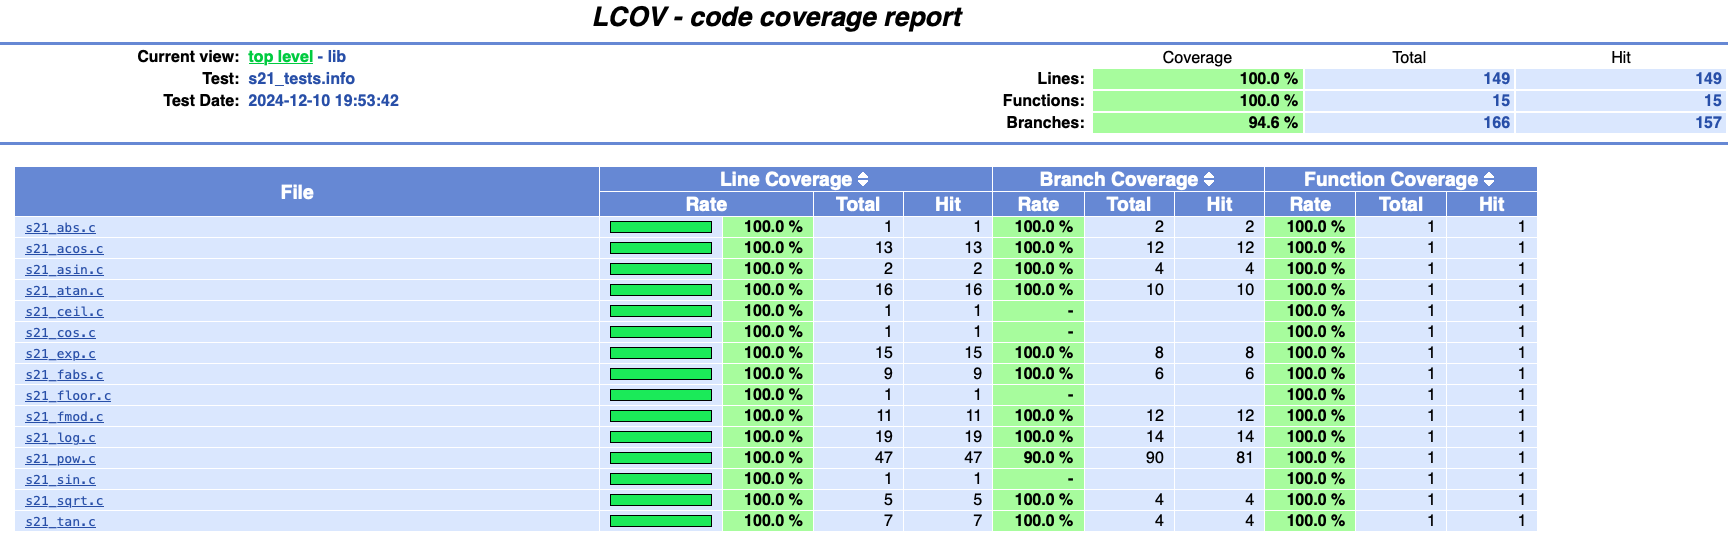 LCOV - code coverage report
Current view: top level - lib Coverage Total Hit
Test: s21_tests.info Lines: 100.0 % 149 149
Test Date: 2024-12-10 19:53:42 Functions: 100.0 % 15 15
Branches: 94.6 % 166 157
File Line Coverage Branch Coverage Function Coverage
Rate Total Hit Rate Total Hit Rate Total Hit
s21_abs.c 100.0 % 1 1 100.0 % 2 2 100.0 % 1 1
s21_acos.c 100.0 % 13 13 100.0 % 12 12 100.0 % 1 1
s21_asin.c 100.0 % 2 2 100.0 % 4 4 100.0 % 1 1
s21_atan.c 100.0 % 16 16 100.0 % 10 10 100.0 % 1 1
s21_ceil.c 100.0 % 1 1 - 100.0 % 1 1
s21_cos.c 100.0 % 1 1 - 100.0 % 1 1
s21_exp.c 100.0 % 15 15 100.0 % 8 8 100.0 % 1 1
s21_fabs.c 100.0 % 9 9 100.0 % 6 6 100.0 % 1 1
s21_floor.c 100.0 % 1 1 - 100.0 % 1 1
s21_fmod.c 100.0 % 11 11 100.0 % 12 12 100.0 % 1 1
s21_log.c 100.0 % 19 19 100.0 % 14 14 100.0 % 1 1
s21_pow.c 100.0 % 47 47 90.0 % 90 81 100.0 % 1 1
s21_sin.c 100.0 % 1 1 - 100.0 % 1 1
s21_sqrt.c 100.0 % 5 5 100.0 % 4 4 100.0 % 1 1
s21_tan.c 100.0 % 7 7 100.0 % 4 4 100.0 % 1 1